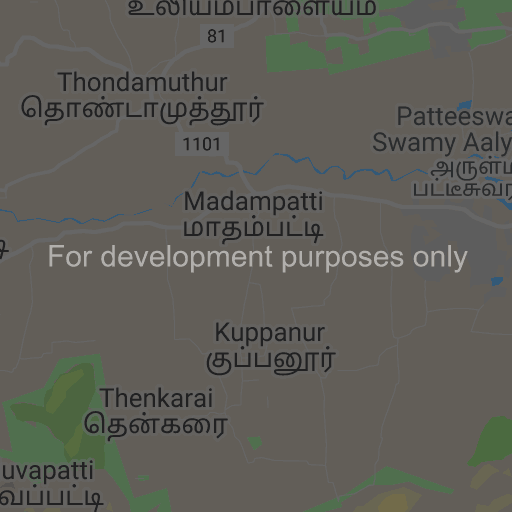 உலியம்பாளையம்
81
Thondamuthur
தொண்டாமுத்தூர்
1101
Patteeswa
Swamy Aaly
அருள்மி
பட்டீசுவர
Madampatti
மாதம்பட்டி
டி
For development purposes only
Kuppanur
குப்பனூர்
Thenkarai
தென்கரை
uvapatti
வப்பட்டி